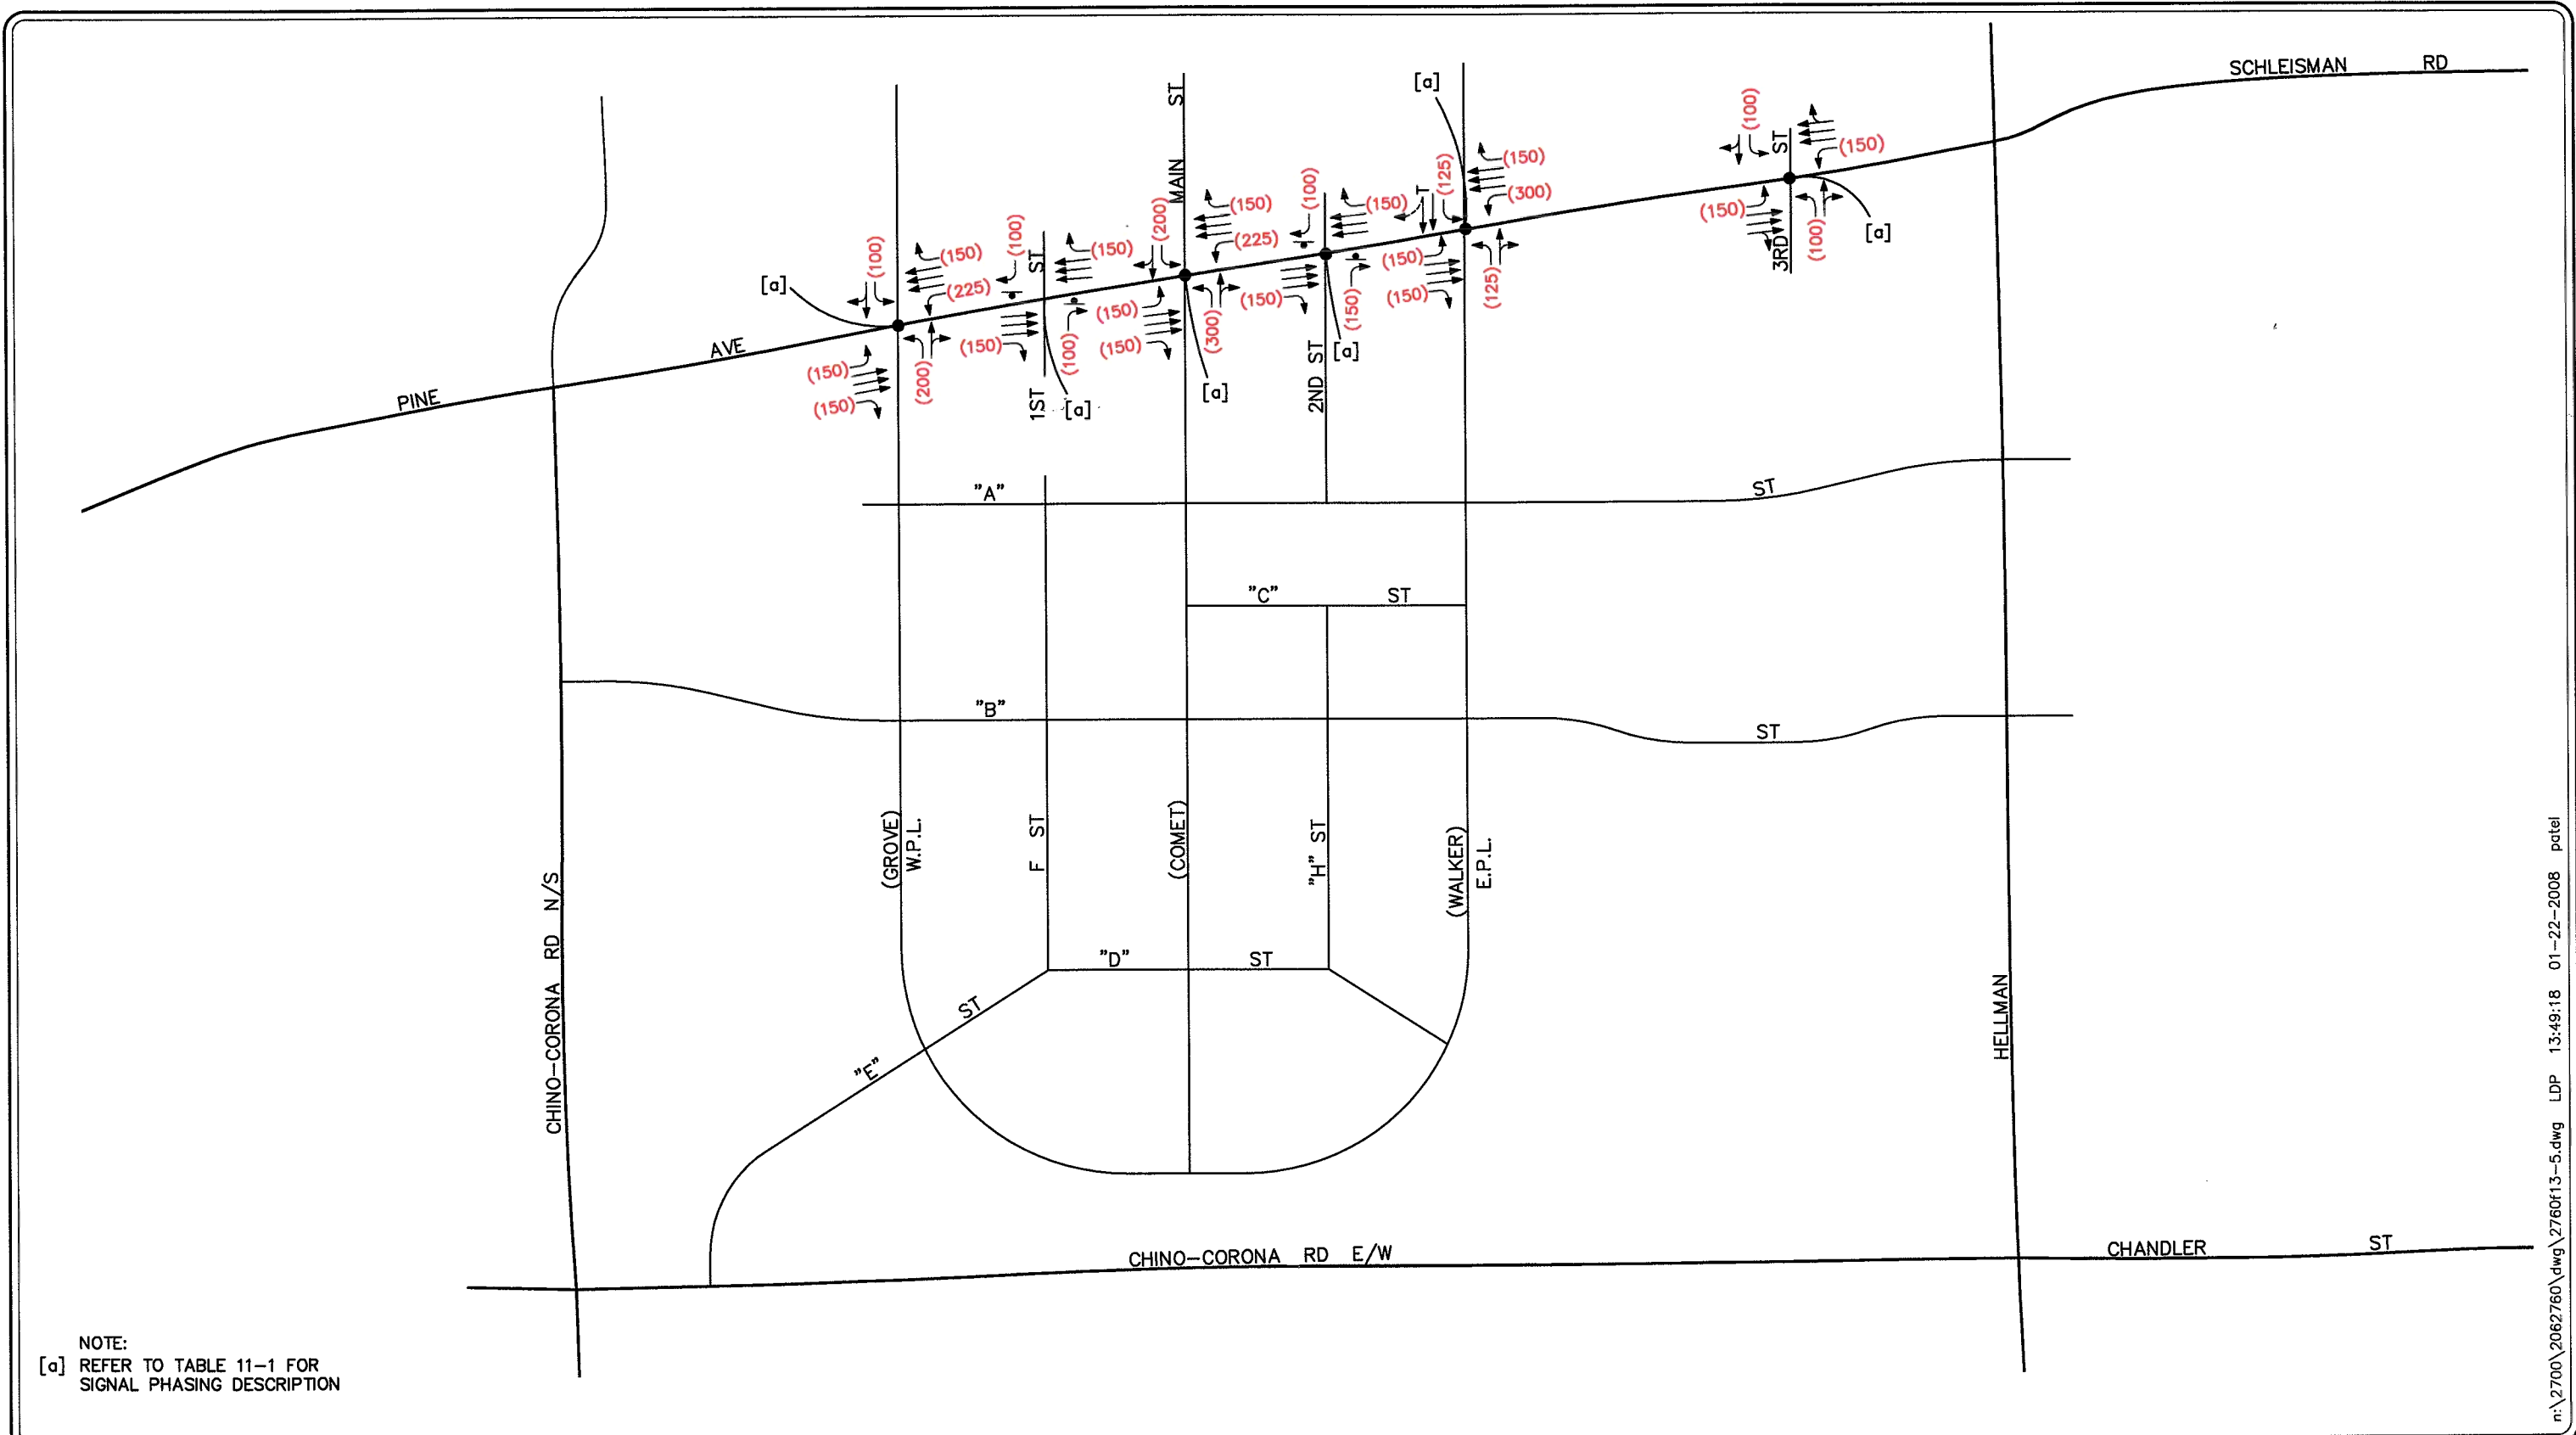 SCHLEISMAN RD
[a]
MAIN ST
(100)
ST
(150)
(150)
(300)
(125)
T
(150)
(100)
3RD
[a]
(150)
(100)
(150)
(200)
(150)
(225)
(100)
ST
(150)
(100)
(150)
(225)
[a]
(150)
(150)
(125)
(150)
(150)
2ND ST
[a]
(150)
(150)
(300)
[a]
(150)
(100)
1ST
[a]
(150)
(150)
(200)
PINE AVE
"A" ST
"C" ST
"B" ST
(GROVE)
W.P.L.
F ST
(COMET)
"H" ST
(WALKER)
E.P.L.
CHINO-CORONA RD N/S
HELLMAN
"D" ST
"E" ST
CHINO-CORONA RD E/W
CHANDLER ST
NOTE:
[a] REFER TO TABLE 11-1 FOR
SIGNAL PHASING DESCRIPTION
n:\2700\2062760\dwg\2760f13-5.dwg LDP 13:49:18 01-22-2008 patel